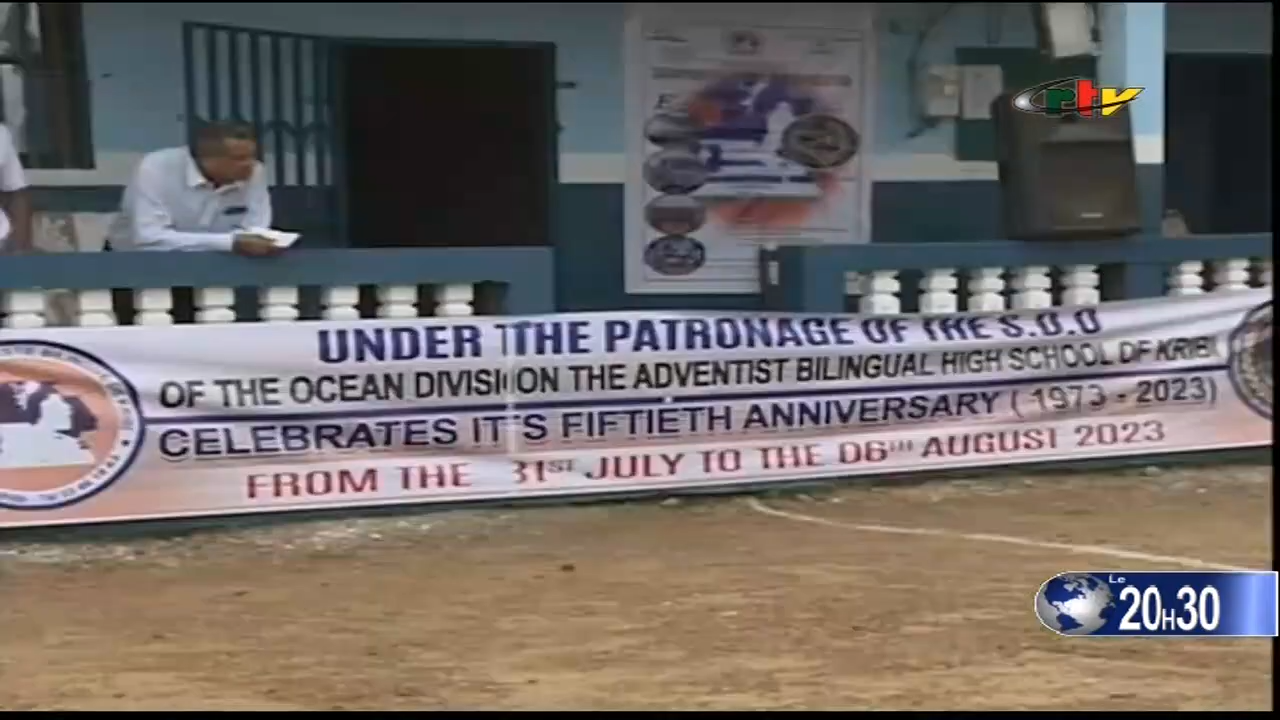 crtv
UNDER THE PATRONAGE OF THE S.D.O
OF THE OCEAN DIVISION THE ADVENTIST BILINGUAL HIGH SCHOOL OF KRIBI
CELEBRATES IT'S FIFTIETH ANNIVERSARY (1973 - 2023)
FROM THE 31ST JULY TO THE 06TH AUGUST 2023
Le
20H30